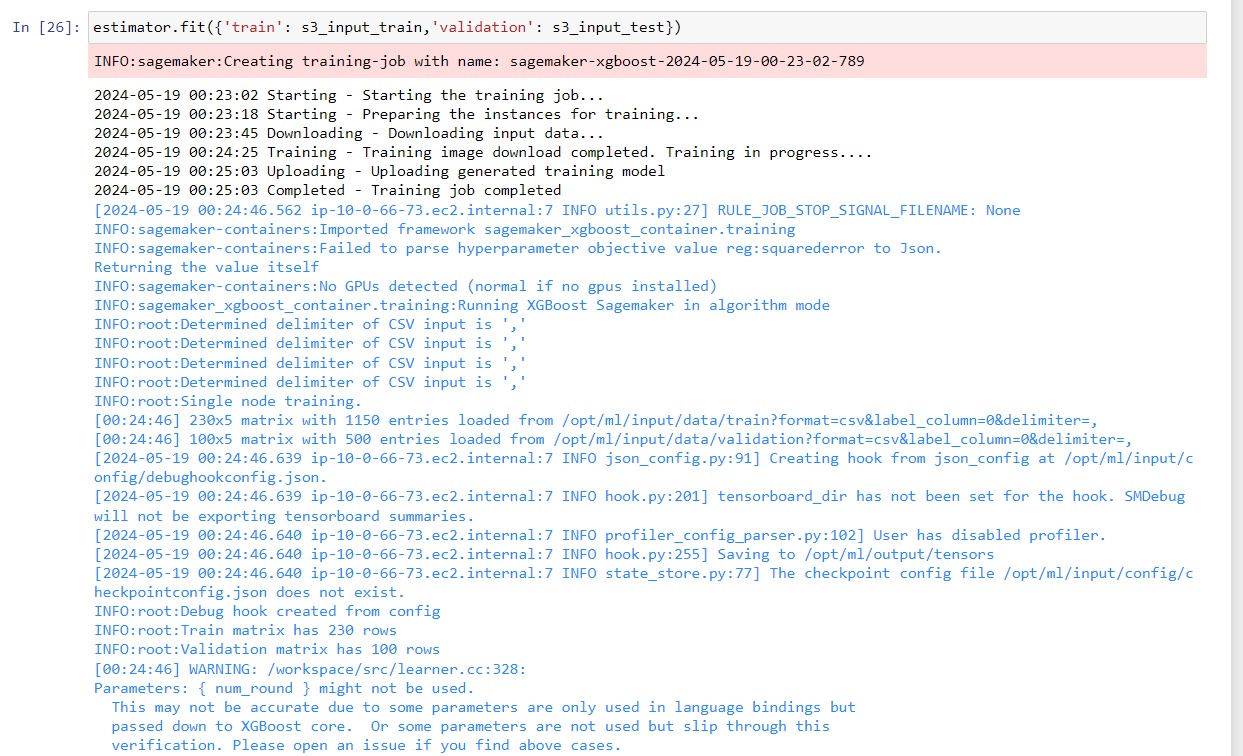 In [26]: estimator.fit({'train': s3_input_train,'validation': s3_input_test})
INFO:sagemaker:Creating training-job with name: sagemaker-xgboost-2024-05-19-00-23-02-789
2024-05-19 00:23:02 Starting - Starting the training job...
2024-05-19 00:23:18 Starting - Preparing the instances for training...
2024-05-19 00:23:45 Downloading - Downloading input data...
2024-05-19 00:24:25 Training - Training image download completed. Training in progress....
2024-05-19 00:25:03 Uploading - Uploading generated training model
2024-05-19 00:25:03 Completed - Training job completed
[2024-05-19 00:24:46.562 ip-10-0-66-73.ec2.internal:7 INFO utils.py:27] RULE_JOB_STOP_SIGNAL_FILENAME: None
INFO:sagemaker-containers:Imported framework sagemaker_xgboost_container.training
INFO:sagemaker-containers:Failed to parse hyperparameter objective value reg:squarederror to Json.
Returning the value itself
INFO:sagemaker-containers:No GPUs detected (normal if no gpus installed)
INFO:sagemaker_xgboost_container.training:Running XGBoost Sagemaker in algorithm mode
INFO:root:Determined delimiter of CSV input is ','
INFO:root:Determined delimiter of CSV input is ','
INFO:root:Determined delimiter of CSV input is ','
INFO:root:Determined delimiter of CSV input is ','
INFO:root:Single node training.
[00:24:46] 230x5 matrix with 1150 entries loaded from /opt/ml/input/data/train?format=csv&label_column=0&delimiter=,
[00:24:46] 100x5 matrix with 500 entries loaded from /opt/ml/input/data/validation?format=csv&label_column=0&delimiter=,
[2024-05-19 00:24:46.639 ip-10-0-66-73.ec2.internal:7 INFO json_config.py:91] Creating hook from json_config at /opt/ml/input/c
onfig/debughookconfig.json.
[2024-05-19 00:24:46.639 ip-10-0-66-73.ec2.internal:7 INFO hook.py:201] tensorboard_dir has not been set for the hook. SMDebug
will not be exporting tensorboard summaries.
[2024-05-19 00:24:46.640 ip-10-0-66-73.ec2.internal:7 INFO profiler_config_parser.py:102] User has disabled profiler.
[2024-05-19 00:24:46.640 ip-10-0-66-73.ec2.internal:7 INFO hook.py:255] Saving to /opt/ml/output/tensors
[2024-05-19 00:24:46.640 ip-10-0-66-73.ec2.internal:7 INFO state_store.py:77] The checkpoint config file /opt/ml/input/config/c
heckpointconfig.json does not exist.
INFO:root:Debug hook created from config
INFO:root:Train matrix has 230 rows
INFO:root:Validation matrix has 100 rows
[00:24:46] WARNING: /workspace/src/learner.cc:328:
Parameters: { num_round } might not be used.
This may not be accurate due to some parameters are only used in language bindings but
passed down to XGBoost core.  Or some parameters are not used but slip through this
verification. Please open an issue if you find above cases.